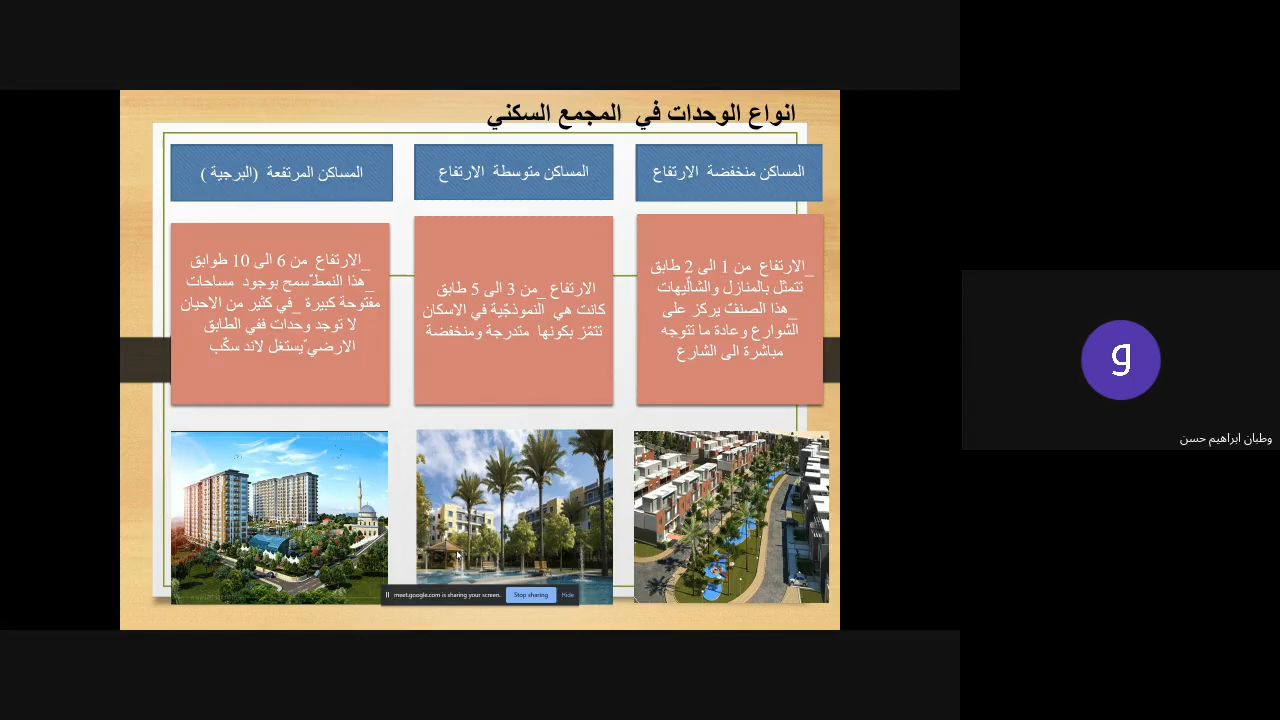 انواع الوحدات في المجمع السكني
المساكن منخفضة الارتفاع
المساكن متوسطة الارتفاع
المساكن المرتفعة (البرجية )
_الارتفاع من 1 الى 2 طابق
تتمثل بالمنازل والشاليهات
_هذا الصنف يركز على
الشوارع وعادة ما تتوجه
مباشرة الى الشارع
الارتفاع _من 3 الى 5 طابق
كانت هي النموذجية في الاسكان
تتمز بكونها متدرجة ومنخفضة
_الارتفاع من 6 الى 10 طوابق
_هذا النمط سمح بوجود مساحات
مفتوحة كبيرة _في كثير من الاحيان
لا توجد وحدات ففي الطابق
الارضي يستغل لاند سكب
meet.google.com is sharing your screen. Stop sharing Hide
g
وطبان ابراهيم حسن